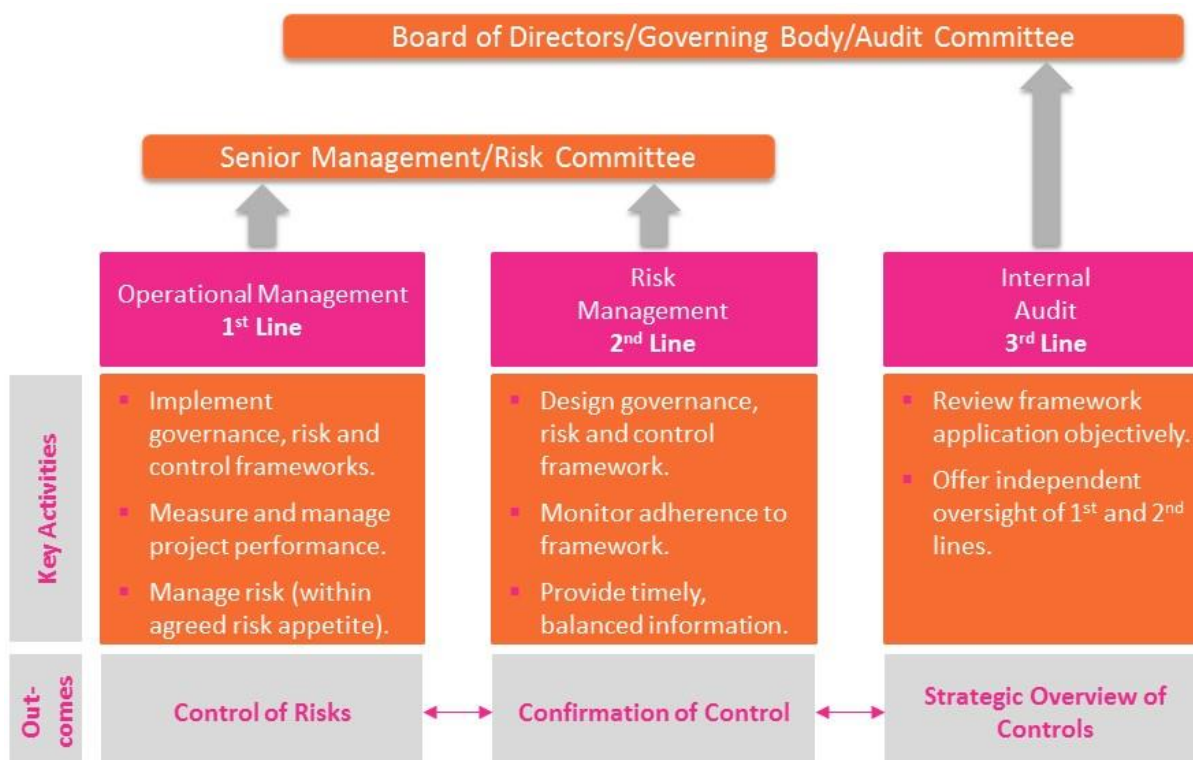 Board of Directors/Governing Body/Audit Committee
Senior Management/Risk Committee
Operational Management
1st Line
Risk
Management
2nd Line
Internal
Audit
3rd Line
Key Activities
Implement
governance, risk and
control frameworks.
Measure and manage
project performance.
Manage risk (within
agreed risk appetite).
Design governance,
risk and control
framework.
Monitor adherence to
framework.
Provide timely,
balanced information.
Review framework
application objectively.
Offer independent
oversight of 1st and 2nd
lines.
Out-
comes
Control of Risks
Confirmation of Control
Strategic Overview of
Controls